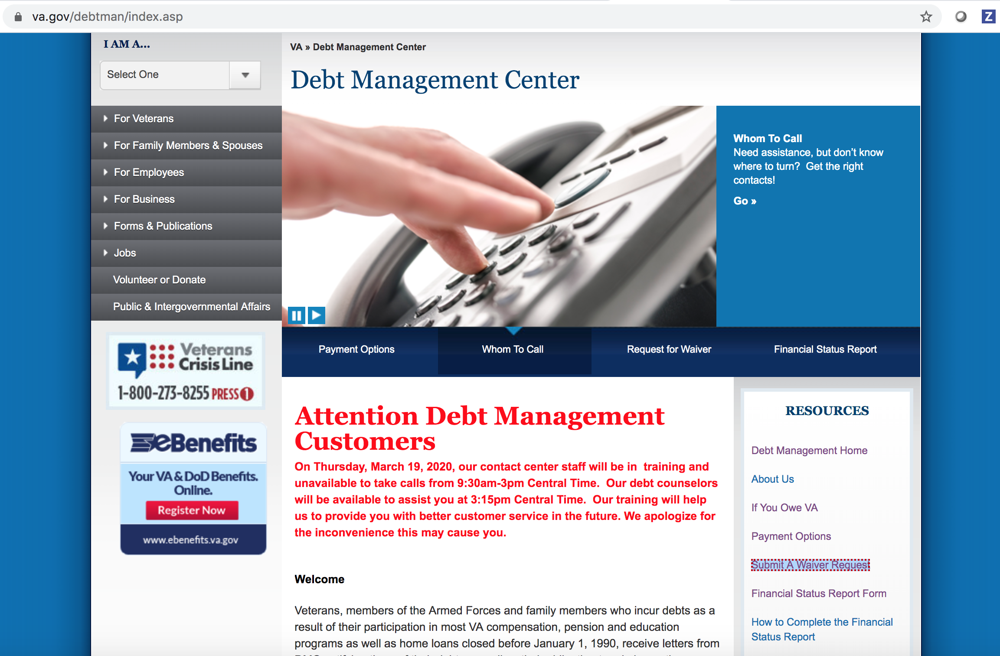 va.gov/debtman/index.asp
Z
I AM A...
Select One
For Veterans
For Family Members & Spouses
For Employees
For Business
Forms & Publications
Jobs
Volunteer or Donate
Public & Intergovernmental Affairs
Veterans
Crisis Line
1-800-273-8255 PRESS 1
eBenefits
Your VA & DoD Benefits.
Online.
Register Now
www.ebenefits.va.gov
VA » Debt Management Center
Debt Management Center
Whom To Call
Need assistance, but don’t know
where to turn? Get the right
contacts!
Go »
Payment Options
Whom To Call
Request for Waiver
Financial Status Report
Attention Debt Management
Customers
On Thursday, March 19, 2020, our contact center staff will be in training and
unavailable to take calls from 9:30am-3pm Central Time. Our debt counselors
will be available to assist you at 3:15pm Central Time. Our training will help
us to provide you with better customer service in the future. We apologize for
the inconvenience this may cause you.
Welcome
Veterans, members of the Armed Forces and family members who incur debts as a
result of their participation in most VA compensation, pension and education
programs as well as home loans closed before January 1, 1990, receive letters from
RESOURCES
Debt Management Home
About Us
If You Owe VA
Payment Options
Submit A Waiver Request
Financial Status Report Form
How to Complete the Financial
Status Report